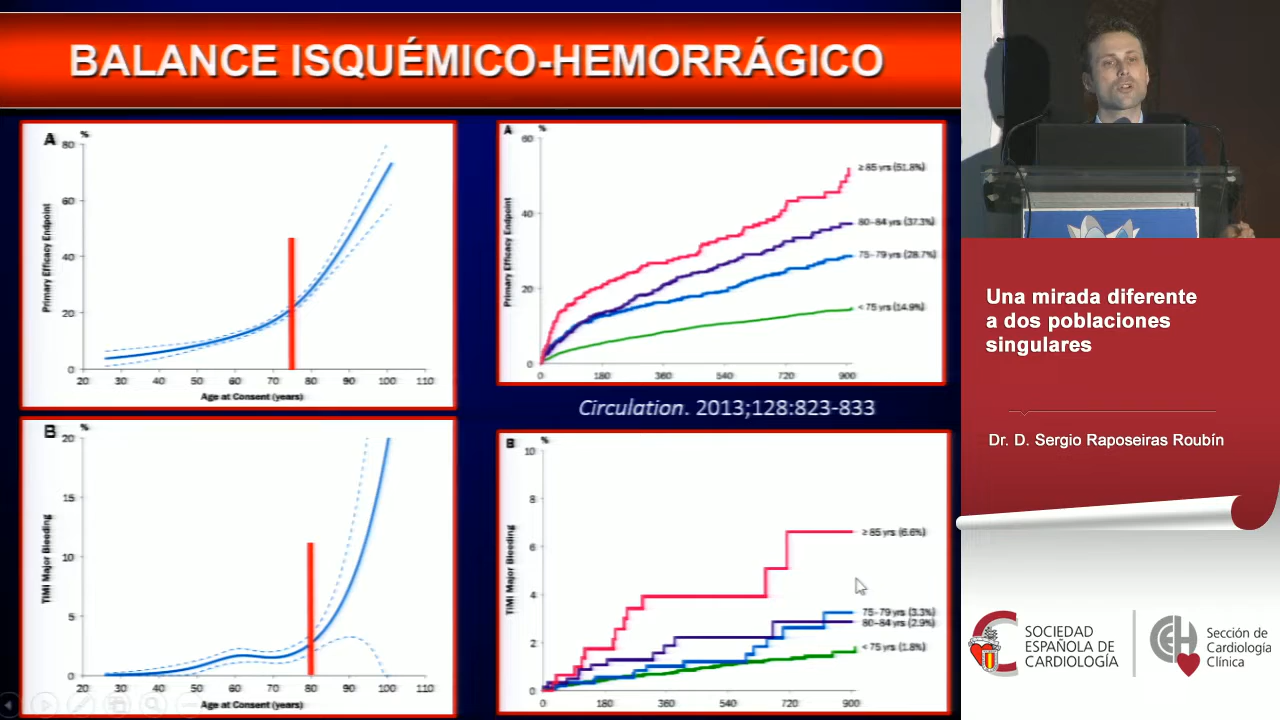 BALANCE ISQUÉMICO-HEMORRÁGICO
A
%
80
60
40
20
0
Primary Efficacy Endpoint
20 30 40 50 60 70 80 90 100 110
Age at Consent (years)
A
%
60
40
20
0
Primary Efficacy Endpoint
≥ 85 yrs (51.8%)
80-84 yrs (37.3%)
75-79 yrs (28.7%)
< 75 yrs (14.9%)
0 180 360 540 720 900
Circulation. 2013;128:823-833
B
%
20
15
10
5
0
TIMI Major Bleeding
20 30 40 50 60 70 80 90 100 110
Age at Consent (years)
B
%
10
8
6
4
2
0
TIMI Major Bleeding
≥ 85 yrs (6.6%)
75-79 yrs (3.3%)
80-84 yrs (2.9%)
< 75 yrs (1.8%)
0 180 360 540 720 900
Una mirada diferente
a dos poblaciones
singulares
Dr. D. Sergio Raposeiras Roubín
SOCIEDAD
ESPAÑOLA DE
CARDIOLOGÍA
Sección de
Cardiología
Clínica